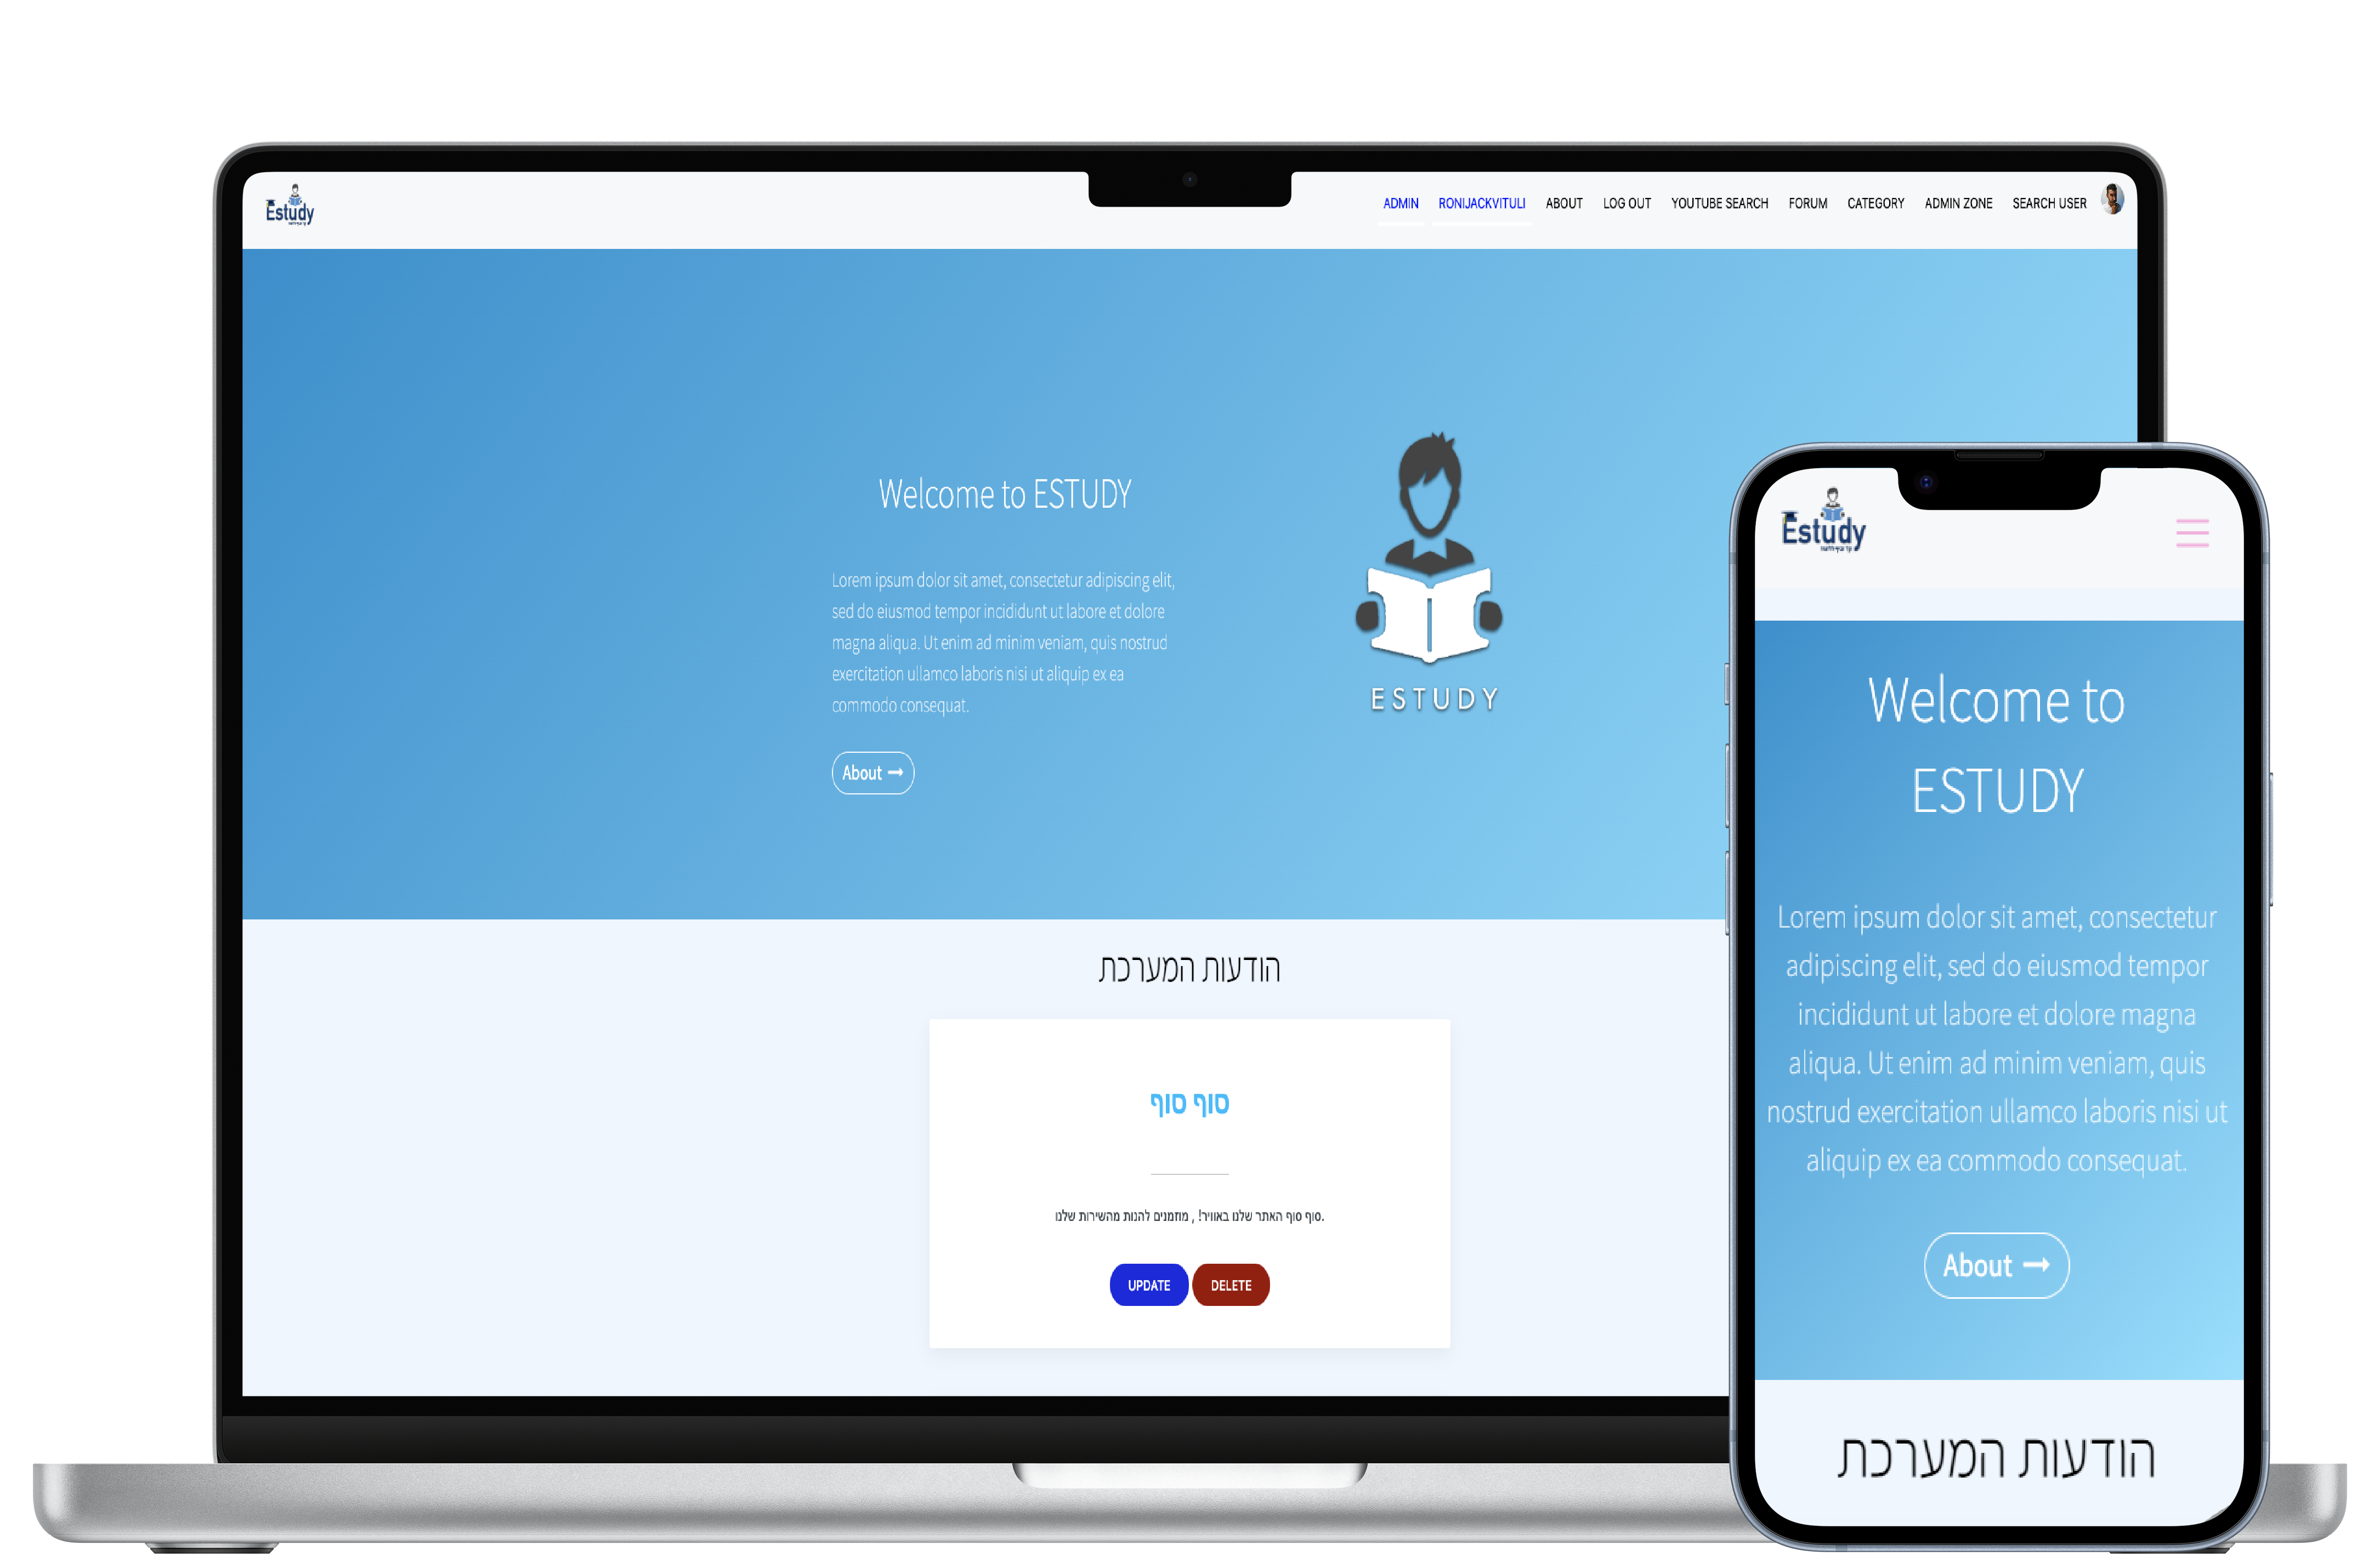 Estudy
ADMIN RONIJACKVITULI ABOUT LOG OUT YOUTUBE SEARCH FORUM CATEGORY ADMIN ZONE SEARCH USER
Welcome to ESTUDY
Lorem ipsum dolor sit amet, consectetur adipiscing elit,
sed do eiusmod tempor incididunt ut labore et dolore
magna aliqua. Ut enim ad minim veniam, quis nostrud
exercitation ullamco laboris nisi ut aliquip ex ea
commodo consequat.
About →
ESTUDY
הודעות המערכת
סוף סוף
סוף סוף האתר שלנו באוויר! , מוזמנים להנות מהשירות שלנו.
UPDATE DELETE
Estudy
Welcome to
ESTUDY
Lorem ipsum dolor sit amet, consectetur
adipiscing elit, sed do eiusmod tempor
incididunt ut labore et dolore magna
aliqua. Ut enim ad minim veniam, quis
nostrud exercitation ullamco laboris nisi ut
aliquip ex ea commodo consequat.
About →
הודעות המערכת